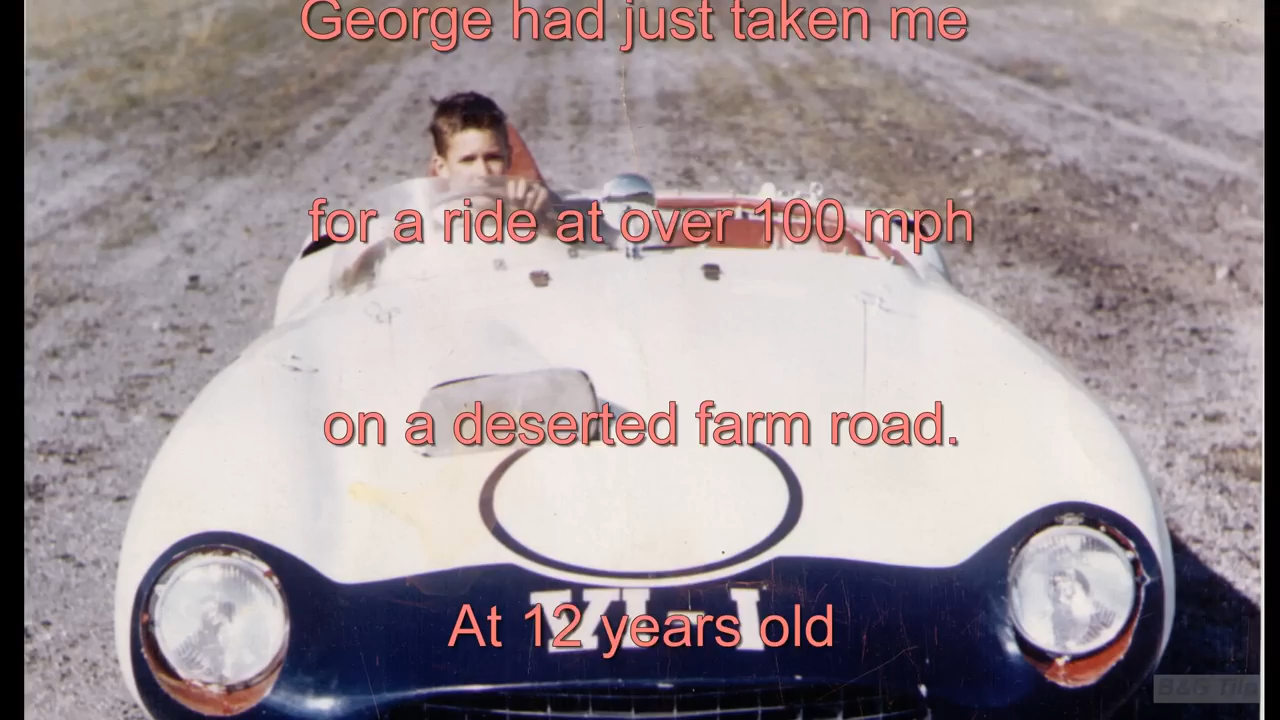 George had just taken me
for a ride at over 100 mph
on a deserted farm road.
At 12 years old